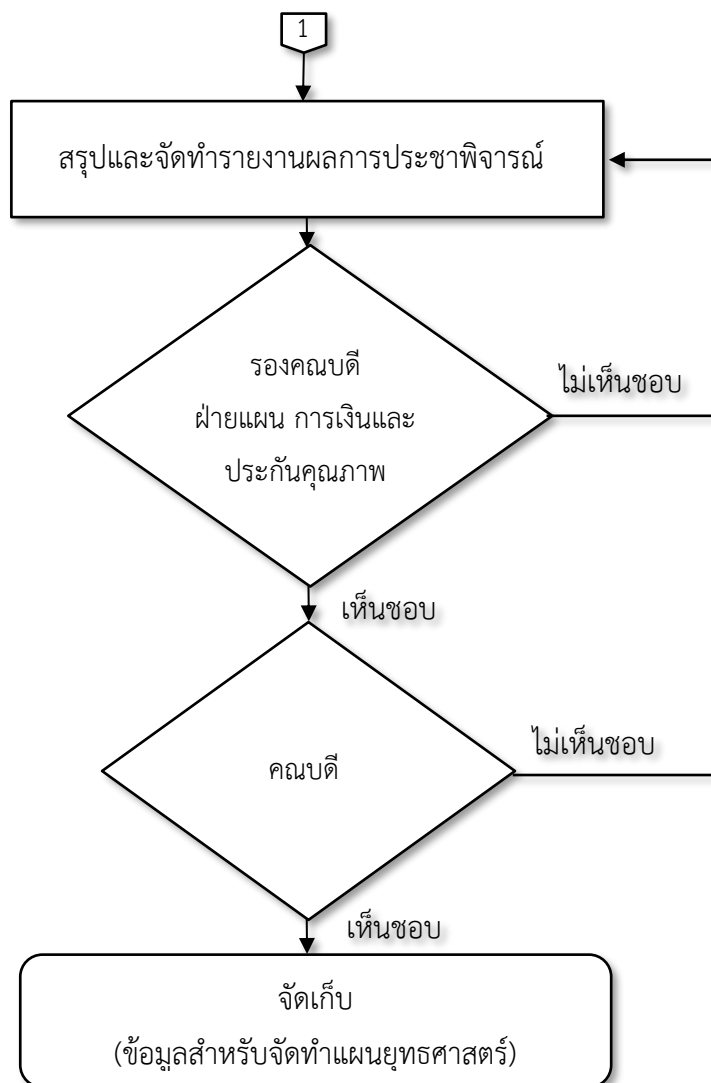 1
สรุปและจัดทำรายงานผลการประชาพิจารณ์
รองคณบดี
ฝ่ายแผน การเงินและ
ประกันคุณภาพ
ไม่เห็นชอบ
เห็นชอบ
คณบดี
ไม่เห็นชอบ
เห็นชอบ
จัดเก็บ
(ข้อมูลสำหรับจัดทำแผนยุทธศาสตร์)